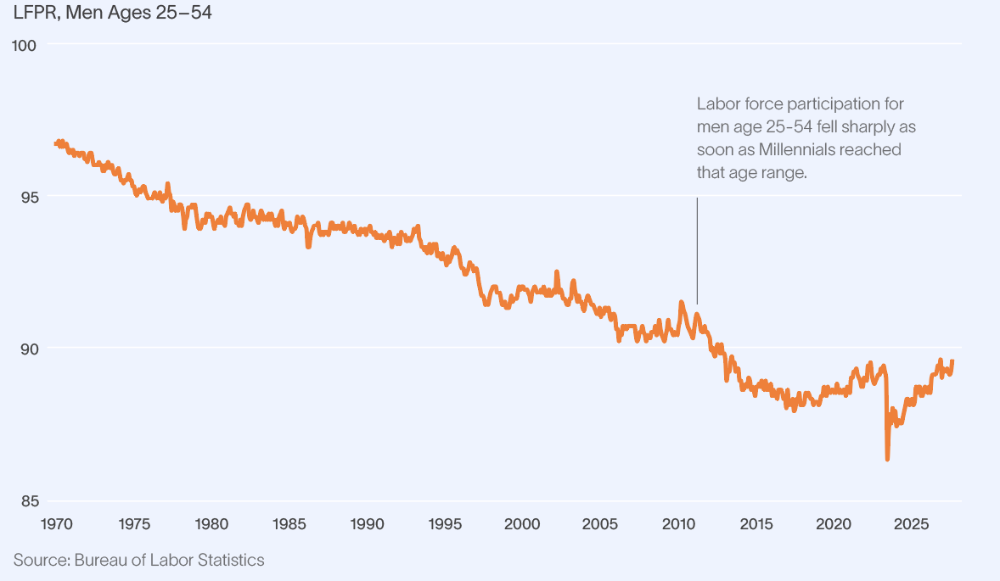 LFPR, Men Ages 25–54
100
Labor force participation for
men age 25-54 fell sharply as
soon as Millennials reached
that age range.
95
90
85
1970 1975 1980 1985 1990 1995 2000 2005 2010 2015 2020 2025
Source: Bureau of Labor Statistics